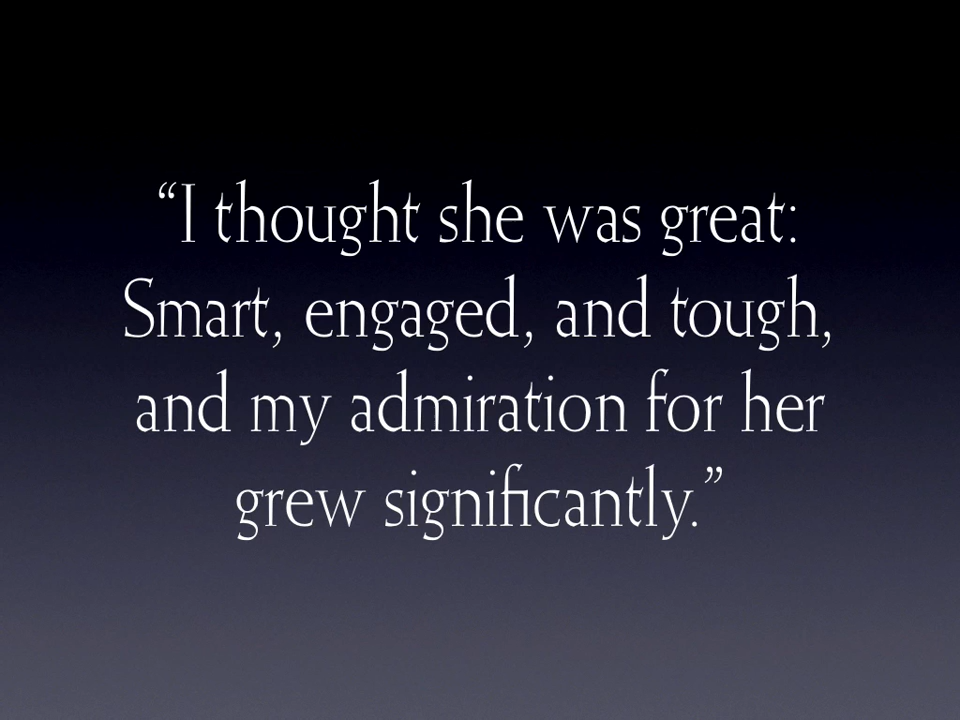 “I thought she was great:
Smart, engaged, and tough,
and my admiration for her
grew significantly.”